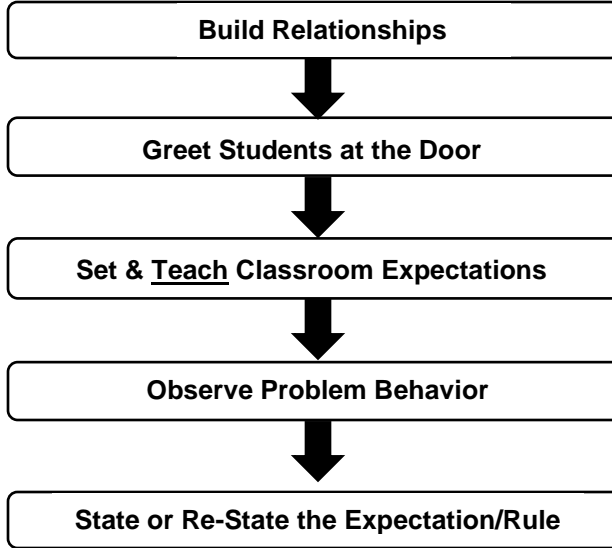 Build Relationships
Greet Students at the Door
Set & Teach Classroom Expectations
Observe Problem Behavior
State or Re-State the Expectation/Rule